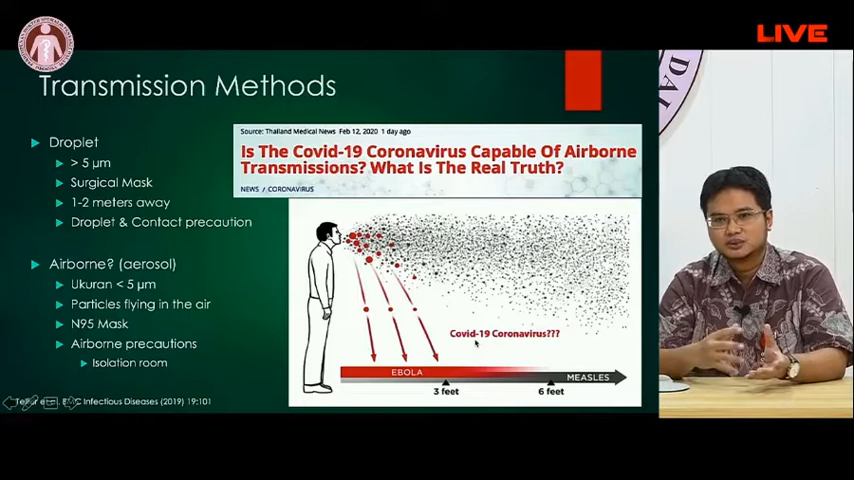 LIVE
Transmission Methods
Droplet
> 5 μm
Surgical Mask
1-2 meters away
Droplet & Contact precaution
Airborne? (aerosol)
Ukuran < 5 μm
Particles flying in the air
N95 Mask
Airborne precautions
Isolation room
Source: Thailand Medical News Feb 12, 2020 1 day ago
Is The Covid-19 Coronavirus Capable Of Airborne
Transmissions? What Is The Real Truth?
NEWS / CORONAVIRUS
Covid-19 Coronavirus???
EBOLA
MEASLES
3 feet
6 feet
Infectious Diseases (2019) 19:101
DAL